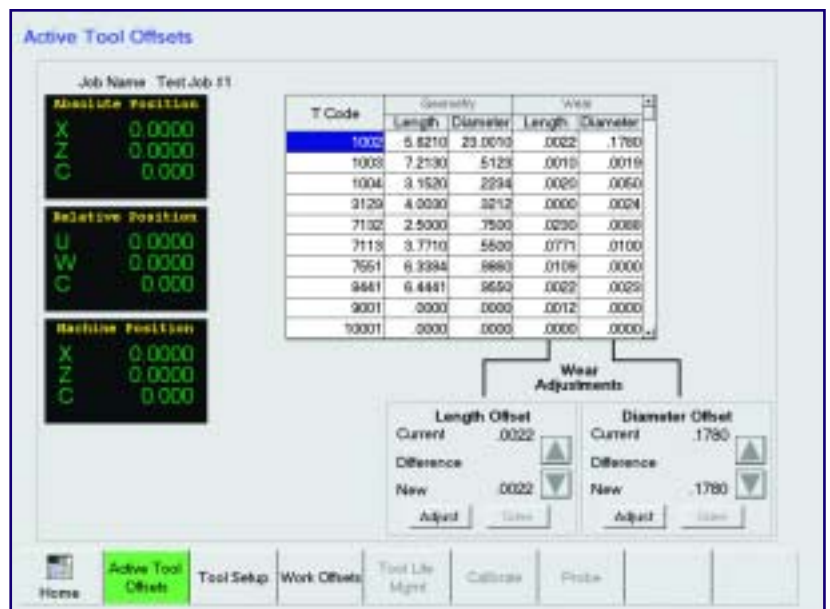 Active Tool Offsets
Job Name Test Job #1
Absolute Position
X 0.0000
Z 0.0000
C 0.000
Relative Position
U 0.0000
W 0.0000
C 0.000
Machine Position
X 0.0000
Z 0.0000
C 0.000
T Code Geometry Wear
Length Diameter Length Diameter
1002 5.6210 23.0010 .0022 .1780
1003 7.2130 .5123 .0010 .0019
1004 3.1520 .2234 .0020 .0050
3129 4.0030 .3212 .0000 .0024
7132 2.5000 .7500 .0230
7113 3.7710 .5500 .0771 .0100
7551 6.3394 .0109 .0000
9441 6.4441 .9550 .0022 .0023
9001 .0000 .0000 .0012 .0000
10001 .0000 .0000 .0000 .0000
Wear
Adjustments
Length Offset
Current .0022
Difference
New .0022
Adjust
Diameter Offset
Current .1780
Difference
New .1780
Adjust
Home
Active Tool
Offsets
Tool Setup
Work Offsets
Tool Life
Mgmt
Calibrate
Probe